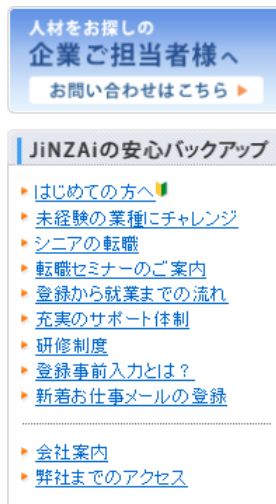 人材をお探しの
企業ご担当者様へ
お問い合わせはこちら
JiNZAiの安心バックアップ
はじめての方へ
未経験の業種にチャレンジ
シニアの転職
転職セミナーのご案内
登録から就業までの流れ
充実のサポート体制
研修制度
登録事前入力とは？
新着お仕事メールの登録
会社案内
弊社までのアクセス